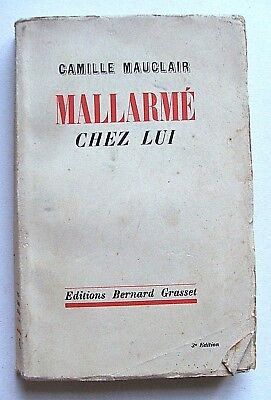 CAMILLE MAUCLAIR
MALLARMÉ
CHEZ LUI
Editions Bernard Grasset
3e Edition